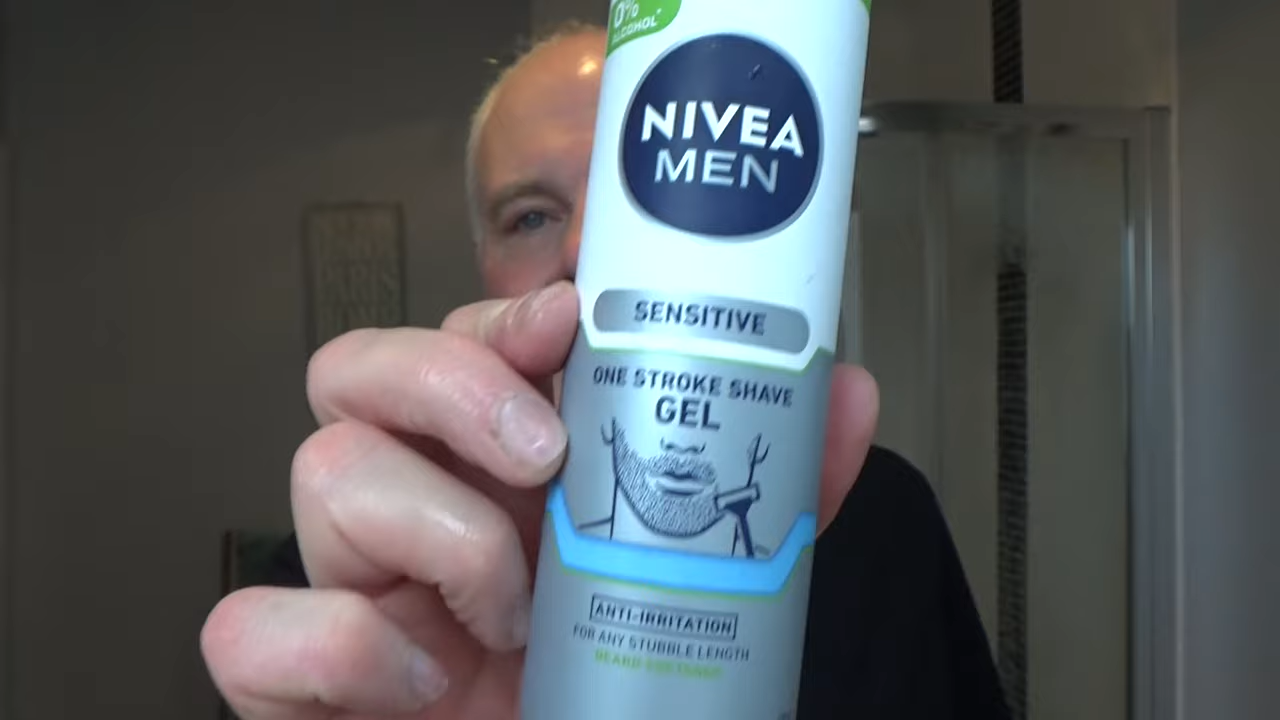 0%
ALCOHOL*
NIVEA
MEN
SENSITIVE
ONE STROKE SHAVE
GEL
ANTI-IRRITATION
FOR ANY STUBBLE LENGTH